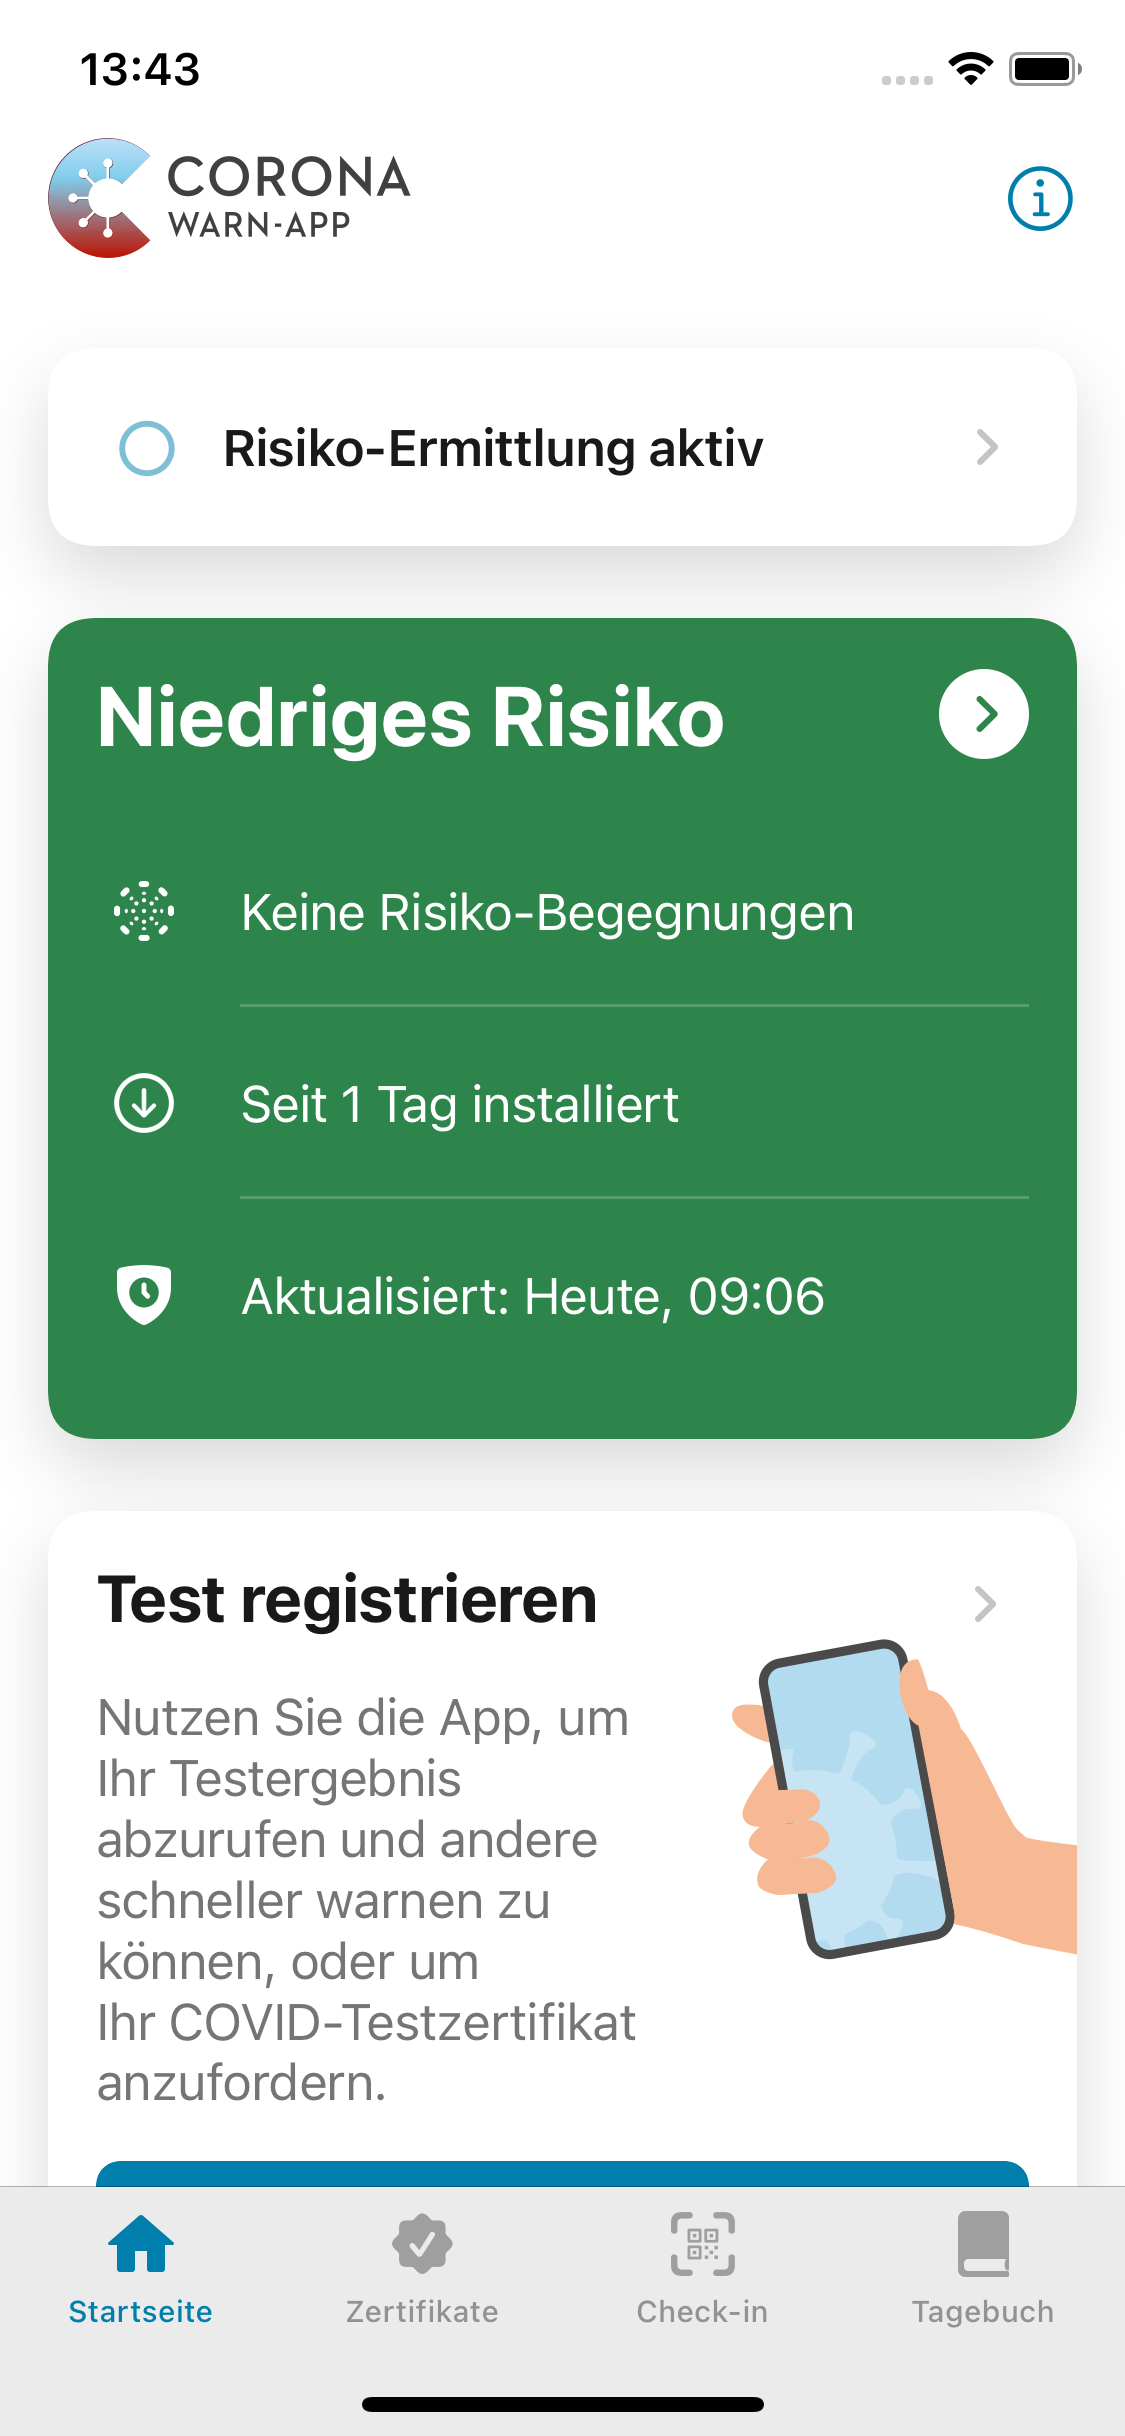 13:43
CORONA
WARN-APP
Risiko-Ermittlung aktiv
Niedriges Risiko
Keine Risiko-Begegnungen
Seit 1 Tag installiert
Aktualisiert: Heute, 09:06
Test registrieren
Nutzen Sie die App, um
Ihr Testergebnis
abzurufen und andere
schneller warnen zu
können, oder um
Ihr COVID-Testzertifikat
anzufordern.
Startseite
Zertifikate
Check-in
Tagebuch